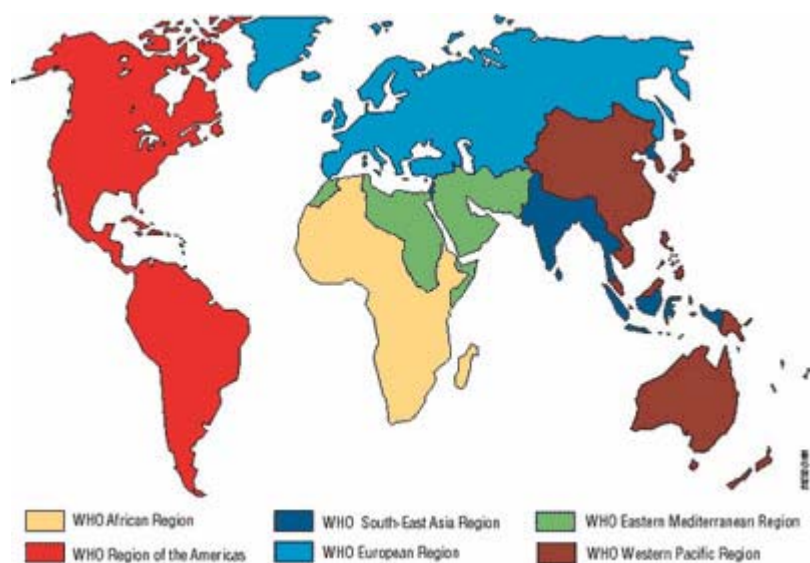 WHO African Region
WHO South-East Asia Region
WHO Eastern Mediterranean Region
WHO Region of the Americas
WHO European Region
WHO Western Pacific Region